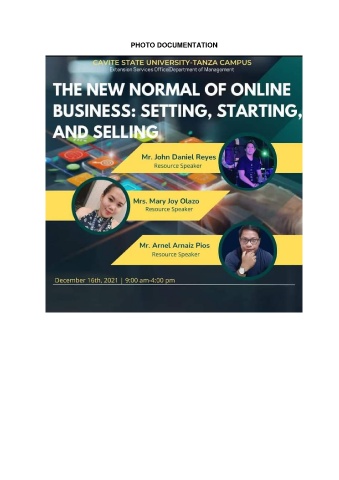 PHOTO DOCUMENTATION
CAVITE STATE UNIVERSITY-TANZA CAMPUS
Extension Services Office|Department of Management
THE NEW NORMAL OF ONLINE
BUSINESS: SETTING, STARTING,
AND SELLING
Mr. John Daniel Reyes
Resource Speaker
Mrs. Mary Joy Olazo
Resource Speaker
Mr. Arnel Arnaiz Pios
Resource Speaker
December 16th, 2021 | 9:00 am-4:00 pm